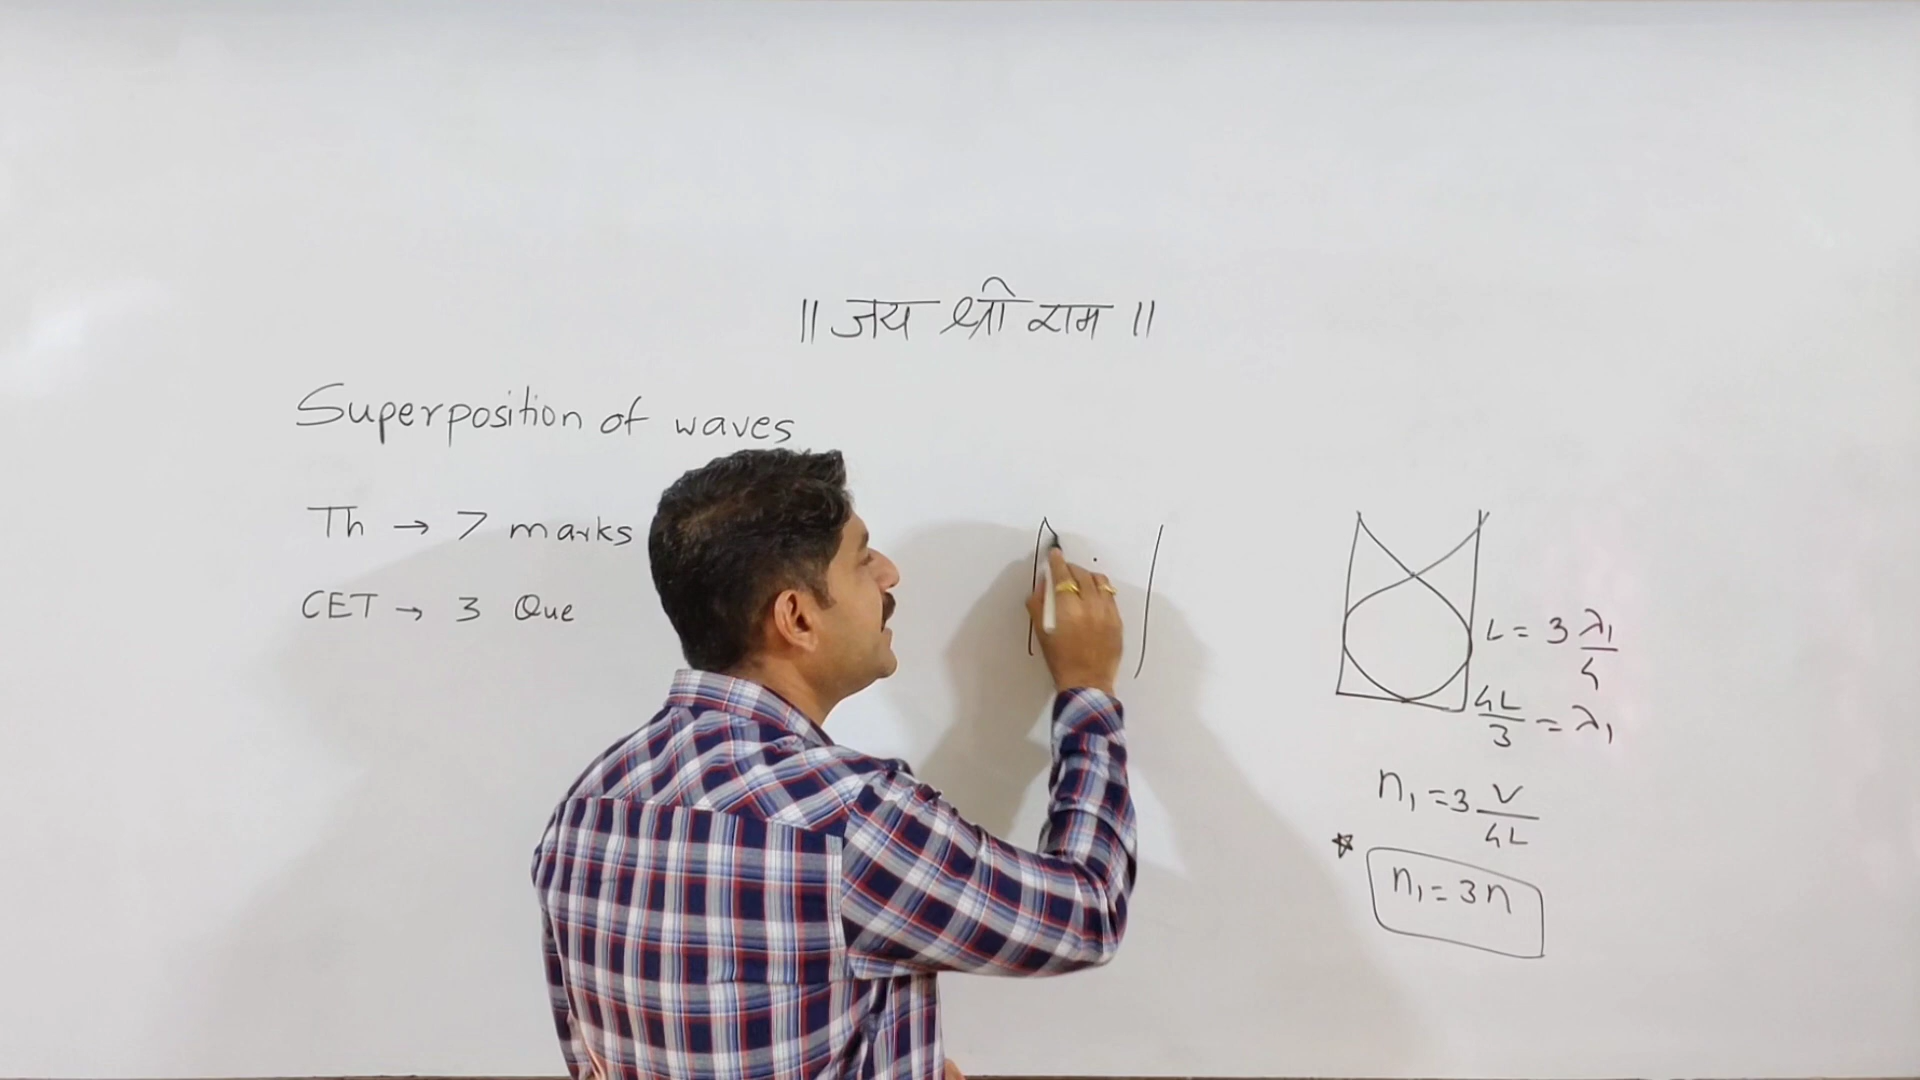 || जय श्री राम ||
Superposition of waves
Th → 7 marks
CET → 3 Que
L = 3 λ₁/4
4L/3 = λ₁
n₁ = 3 V/4L
n₁ = 3n